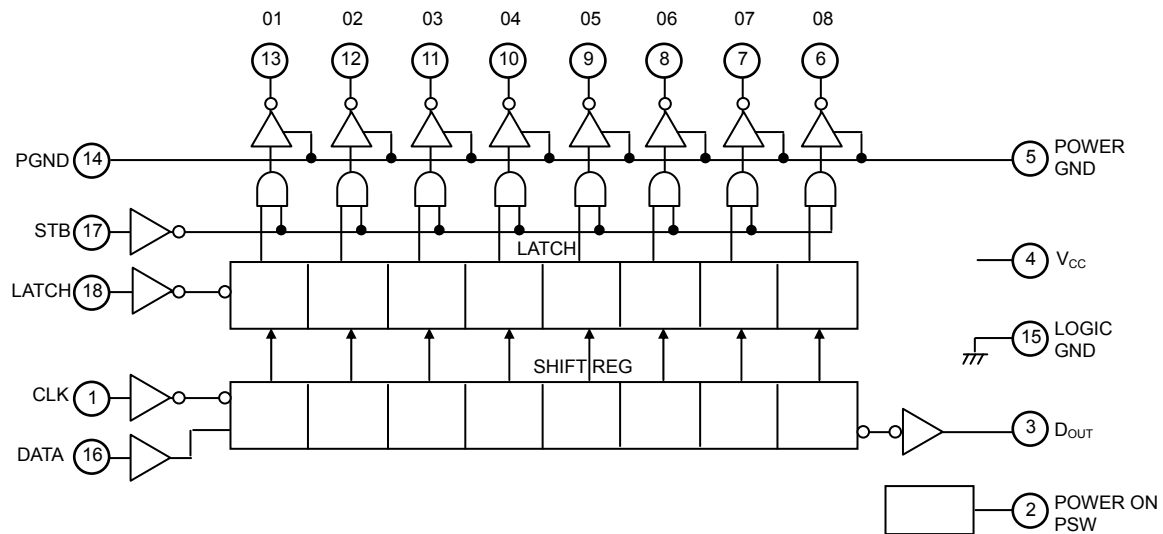 01 02 03 04 05 06 07 08
13 12 11 10 9 8 7 6
PGND 14
5 POWER
GND
STB 17
LATCH
4 VCC
LATCH 18
15 LOGIC
GND
SHIFT REG
CLK 1
3 DOUT
DATA 16
2 POWER ON
PSW